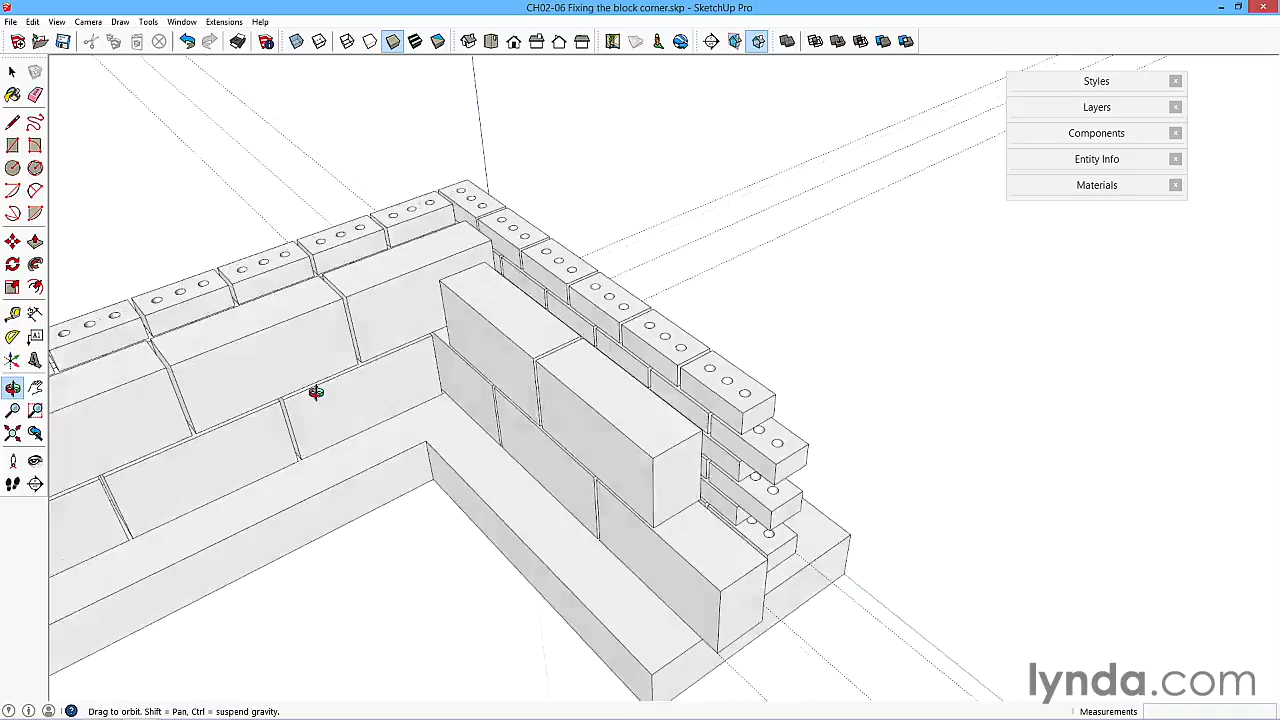 CH02-06 Fixing the block corner.skp - SketchUp Pro
File Edit View Camera Draw Tools Window Extensions Help
Styles
Layers
Components
Entity Info
Materials
lynda.com
Drag to orbit. Shift = Pan, Ctrl = suspend gravity.
Measurements